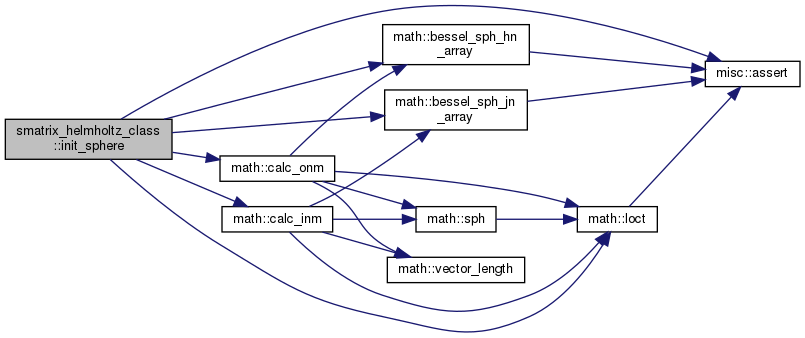 smatrix_helmholtz_class
::init_sphere
math::bessel_sph_hn
_array
math::bessel_sph_jn
_array
math::calc_onm
math::calc_inm
math::sph
math::vector_length
math::loct
misc::assert